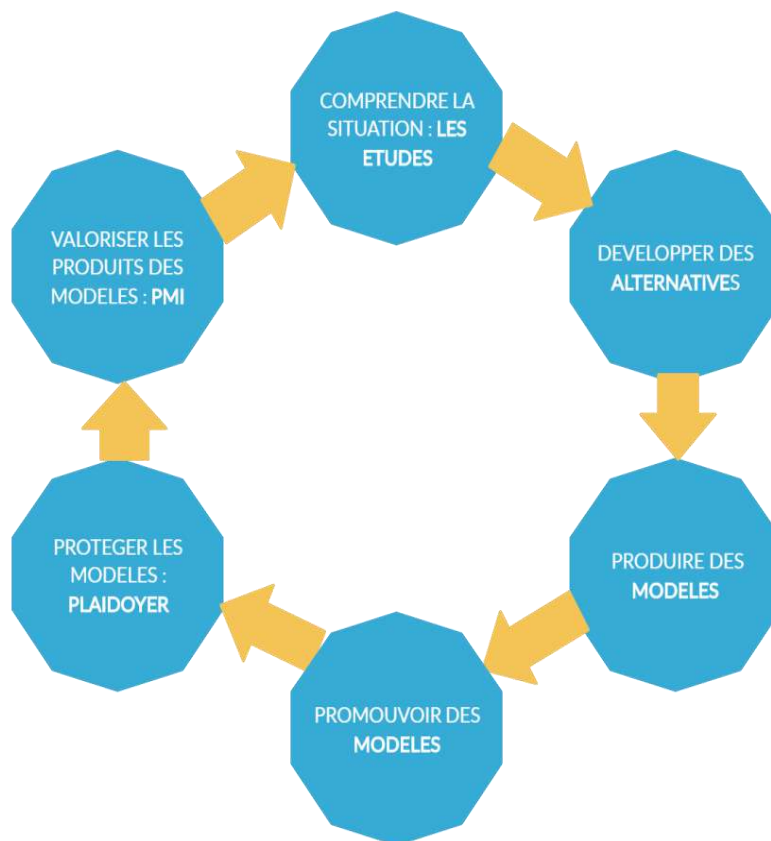 COMPRENDRE LA
SITUATION : LES
ETUDES
DEVELOPPER DES
ALTERNATIVES
PRODUIRE DES
MODELES
PROMOUVOIR DES
MODELES
PROTEGER LES
MODELES :
PLAIDOYER
VALORISER LES
PRODUITS DES
MODELES : PMI